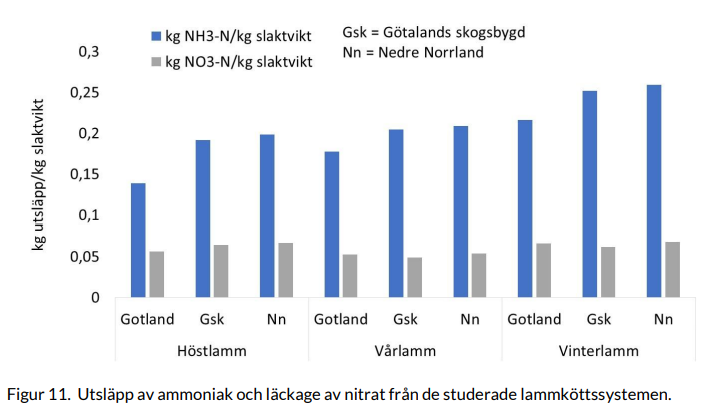 kg NH3-N/kg slaktvikt
kg NO3-N/kg slaktvikt
Gsk = Götalands skogsbygd
Nn = Nedre Norrland
kg utsläpp/kg slaktvikt
0,3
0,25
0,2
0,15
0,1
0,05
0
Gotland Gsk Nn Gotland Gsk Nn Gotland Gsk Nn
Höstlamm Vårlamm Vinterlamm
Figur 11. Utsläpp av ammoniak och läckage av nitrat från de studerade lammköttssystemen.